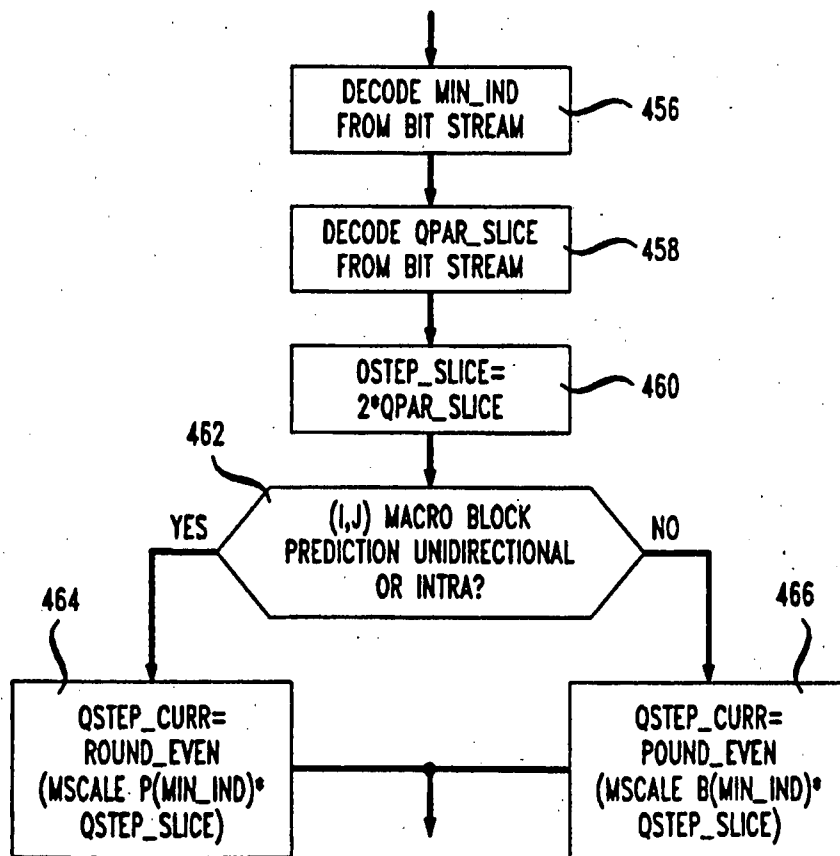 DECODE MIN_IND
FROM BIT STREAM
456
DECODE QPAR_SLICE
FROM BIT STREAM
458
OSTEP_SLICE=
2*QPAR_SLICE
460
462
(I,J) MACRO BLOCK
PREDICTION UNIDIRECTIONAL
OR INTRA?
YES
NO
464
QSTEP_CURR=
ROUND_EVEN
(MSCALE P(MIN_IND)*
QSTEP_SLICE)
466
QSTEP_CURR=
POUND_EVEN
(MSCALE B(MIN_IND)*
QSTEP_SLICE)